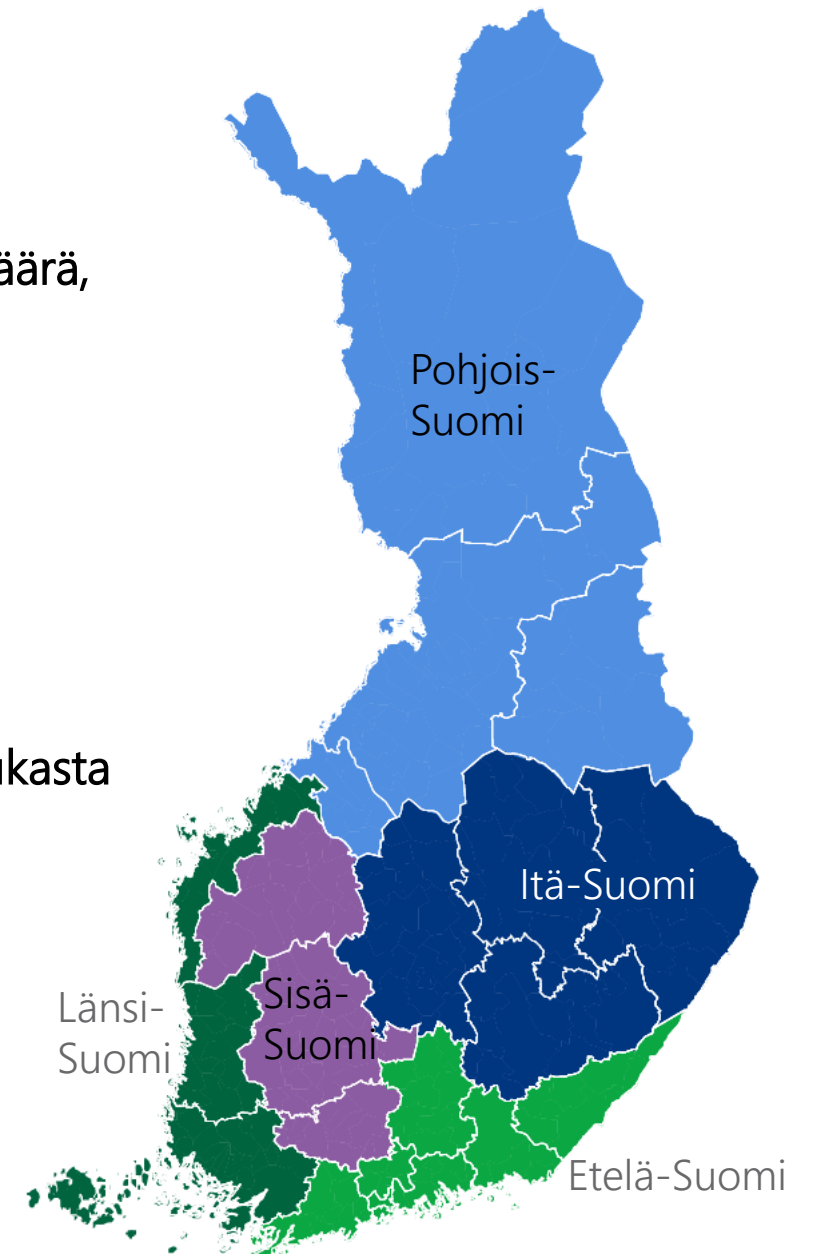 äärä,
Pohjois-
Suomi
ukasta
Itä-Suomi
Länsi-
Suomi
Sisä-
Suomi
Etelä-Suomi